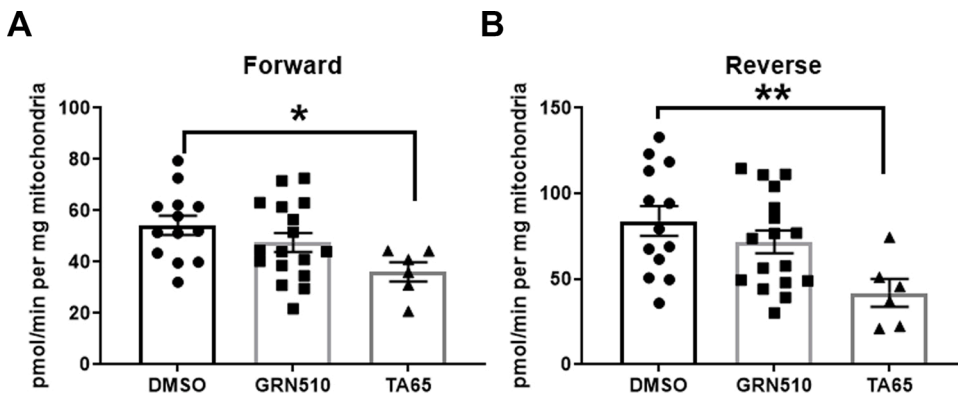 A
Forward
pmol/min per mg mitochondria
100
80
60
40
20
0
*
DMSO
GRN510
TA65
B
Reverse
pmol/min per mg mitochondria
150
100
50
0
**
DMSO
GRN510
TA65